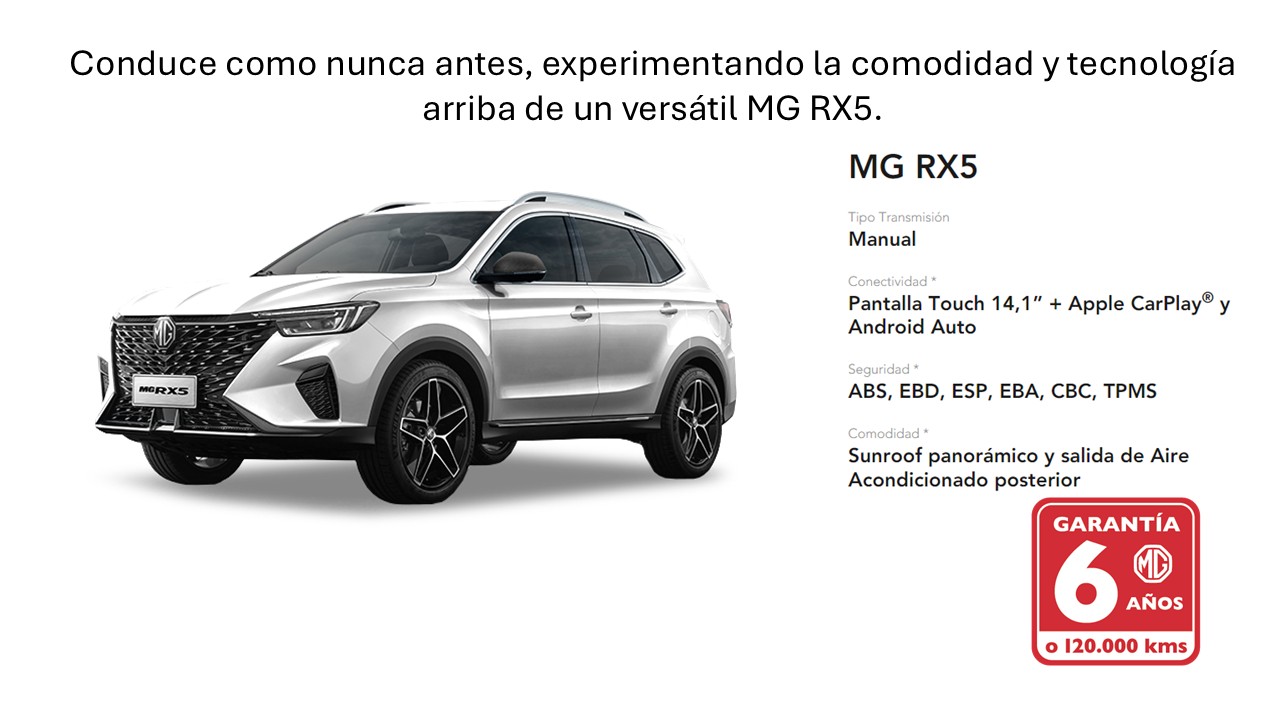 Conduce como nunca antes, experimentando la comodidad y tecnología
arriba de un versátil MG RX5.
MG RX5
Tipo Transmisión
Manual
Conectividad *
Pantalla Touch 14,1” + Apple CarPlay® y
Android Auto
Seguridad *
ABS, EBD, ESP, EBA, CBC, TPMS
Comodidad *
Sunroof panorámico y salida de Aire
Acondicionado posterior
MG
MG RX5
GARANTÍA
6
MG
AÑOS
o 120.000 kms